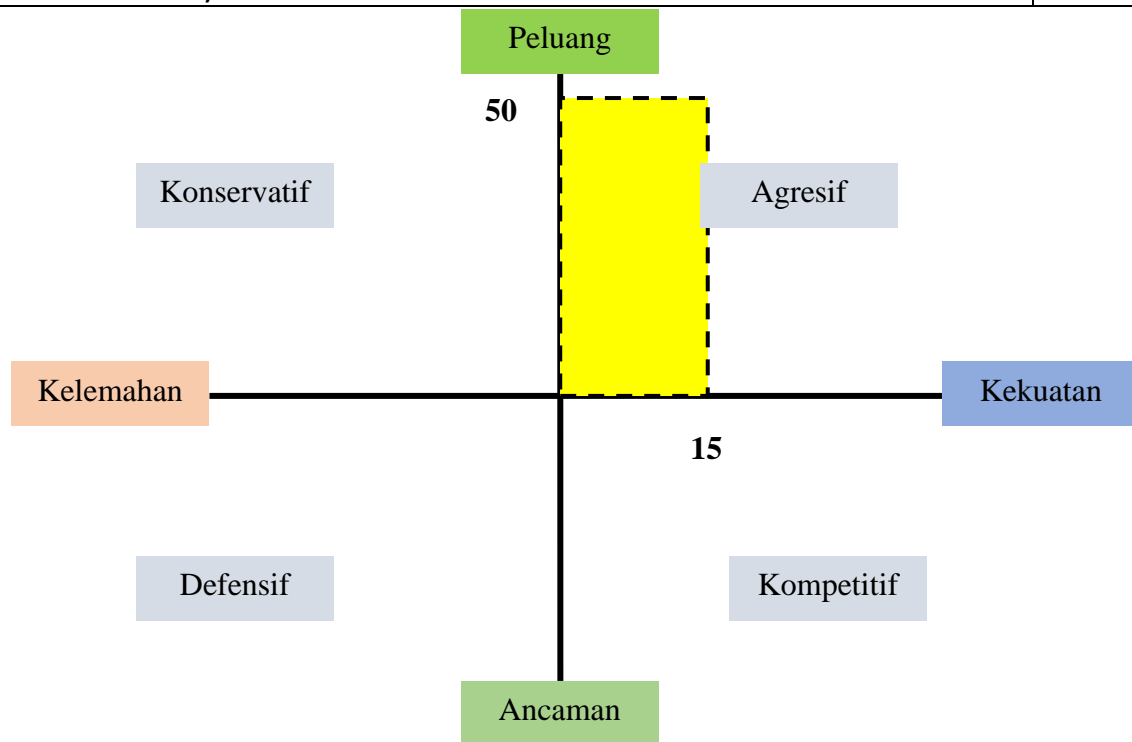 Peluang
50
Konservatif
Agresif
Kelemahan
Kekuatan
15
Defensif
Kompetitif
Ancaman